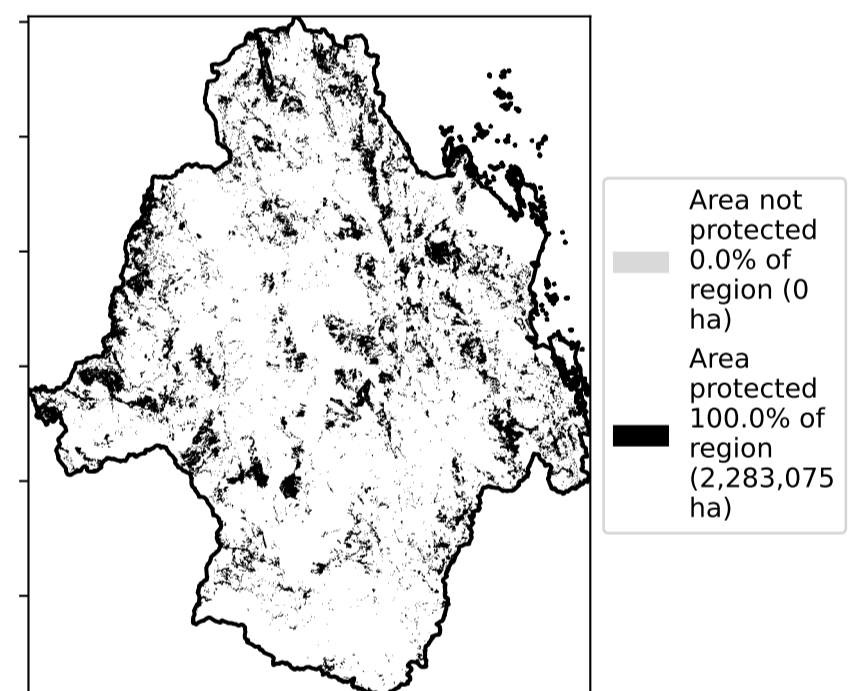 Area not
protected
0.0% of
region (0
ha)
Area
protected
100.0% of
region
(2,283,075
ha)